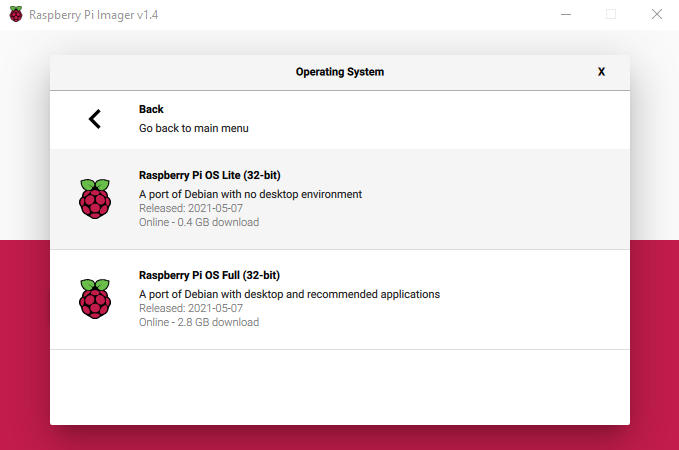 Raspberry Pi Imager v1.4
Operating System
X
Back
Go back to main menu
Raspberry Pi OS Lite (32-bit)
A port of Debian with no desktop environment
Released: 2021-05-07
Online - 0.4 GB download
Raspberry Pi OS Full (32-bit)
A port of Debian with desktop and recommended applications
Released: 2021-05-07
Online - 2.8 GB download